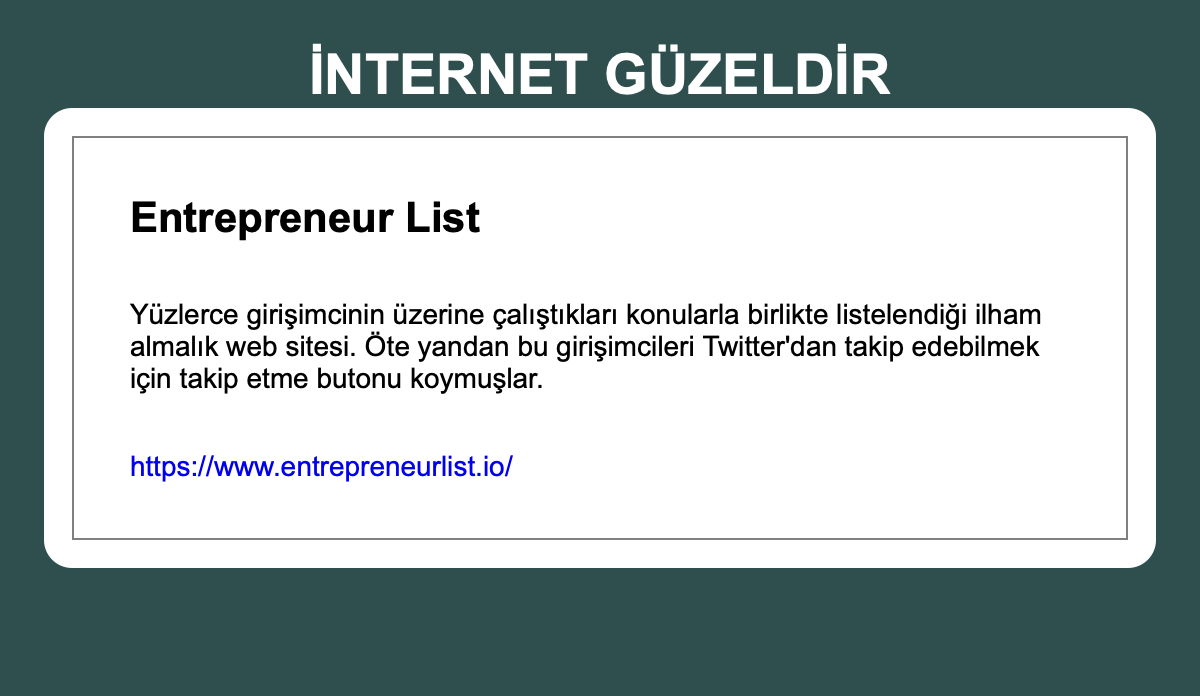 İNTERNET GÜZELDİR
Entrepreneur List
Yüzlerce girişimcinin üzerine çalıştıkları konularla birlikte listelendiği ilham
almalık web sitesi. Öte yandan bu girişimcileri Twitter'dan takip edebilmek
için takip etme butonu koymuşlar.
https://www.entrepreneurlist.io/